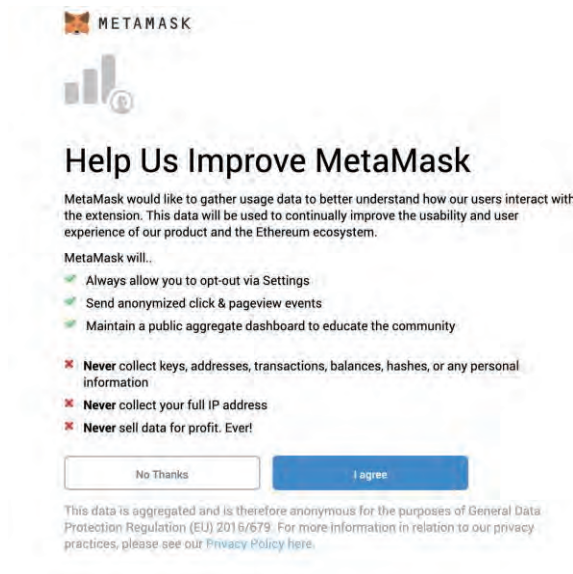 METAMASK
Help Us Improve MetaMask
MetaMask would like to gather usage data to better understand how our users interact with
the extension. This data will be used to continually improve the usability and user
experience of our product and the Ethereum ecosystem.
MetaMask will..
Always allow you to opt-out via Settings
Send anonymized click & pageview events
Maintain a public aggregate dashboard to educate the community
Never collect keys, addresses, transactions, balances, hashes, or any personal
information
Never collect your full IP address
Never sell data for profit. Ever!
No Thanks
I agree
This data is aggregated and is therefore anonymous for the purposes of General Data
Protection Regulation (EU) 2016/679. For more information in relation to our privacy
practices, please see our Privacy Policy here.